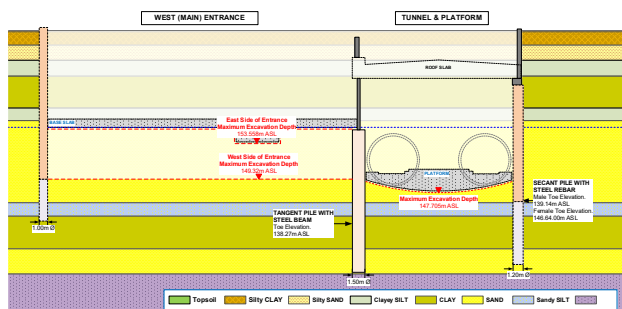 WEST (MAIN) ENTRANCE
TUNNEL & PLATFORM
ROOF SLAB
BASE SLAB
East Side of Entrance
Maximum Excavation Depth
153.558m ASL
West Side of Entrance
Maximum Excavation Depth
149.32m ASL
PLATFORM
Maximum Excavation Depth
147.705m ASL
SECANT PILE WITH
STEEL REBAR
Male Toe Elevation.
139.14m ASL
Female Toe Elevation.
146.64.00m ASL
TANGENT PILE WITH
STEEL BEAM
Toe Elevation.
138.27m ASL
1.00m Ø
1.50m Ø
1.20m Ø
Topsoil
Silty CLAY
Silty SAND
Clayey SILT
CLAY
SAND
Sandy SILT